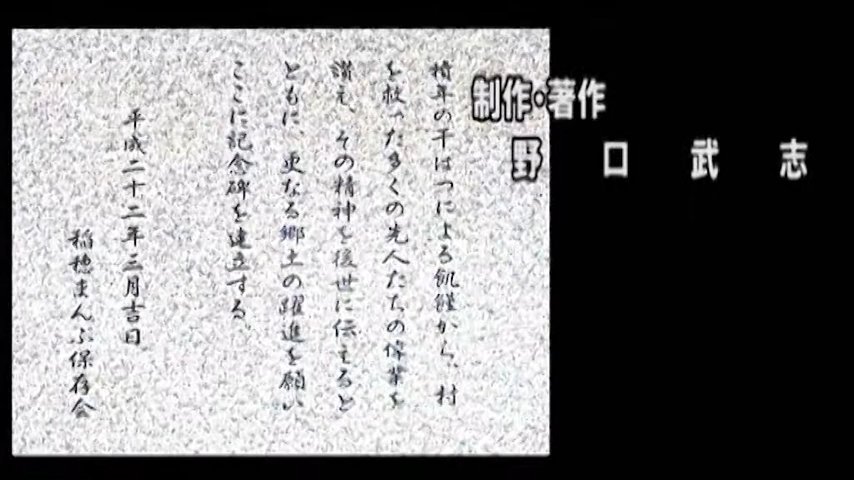 積年の干ばつによる飢饉から、村
を救った多くの先人たちの偉業を
讃え、その精神を後世に伝えると
ともに、更なる郷土の躍進を願い
ここに記念碑を建立する
平成二十二年三月吉日
稲穂まんぶ保存会
制作・著作
野口武志